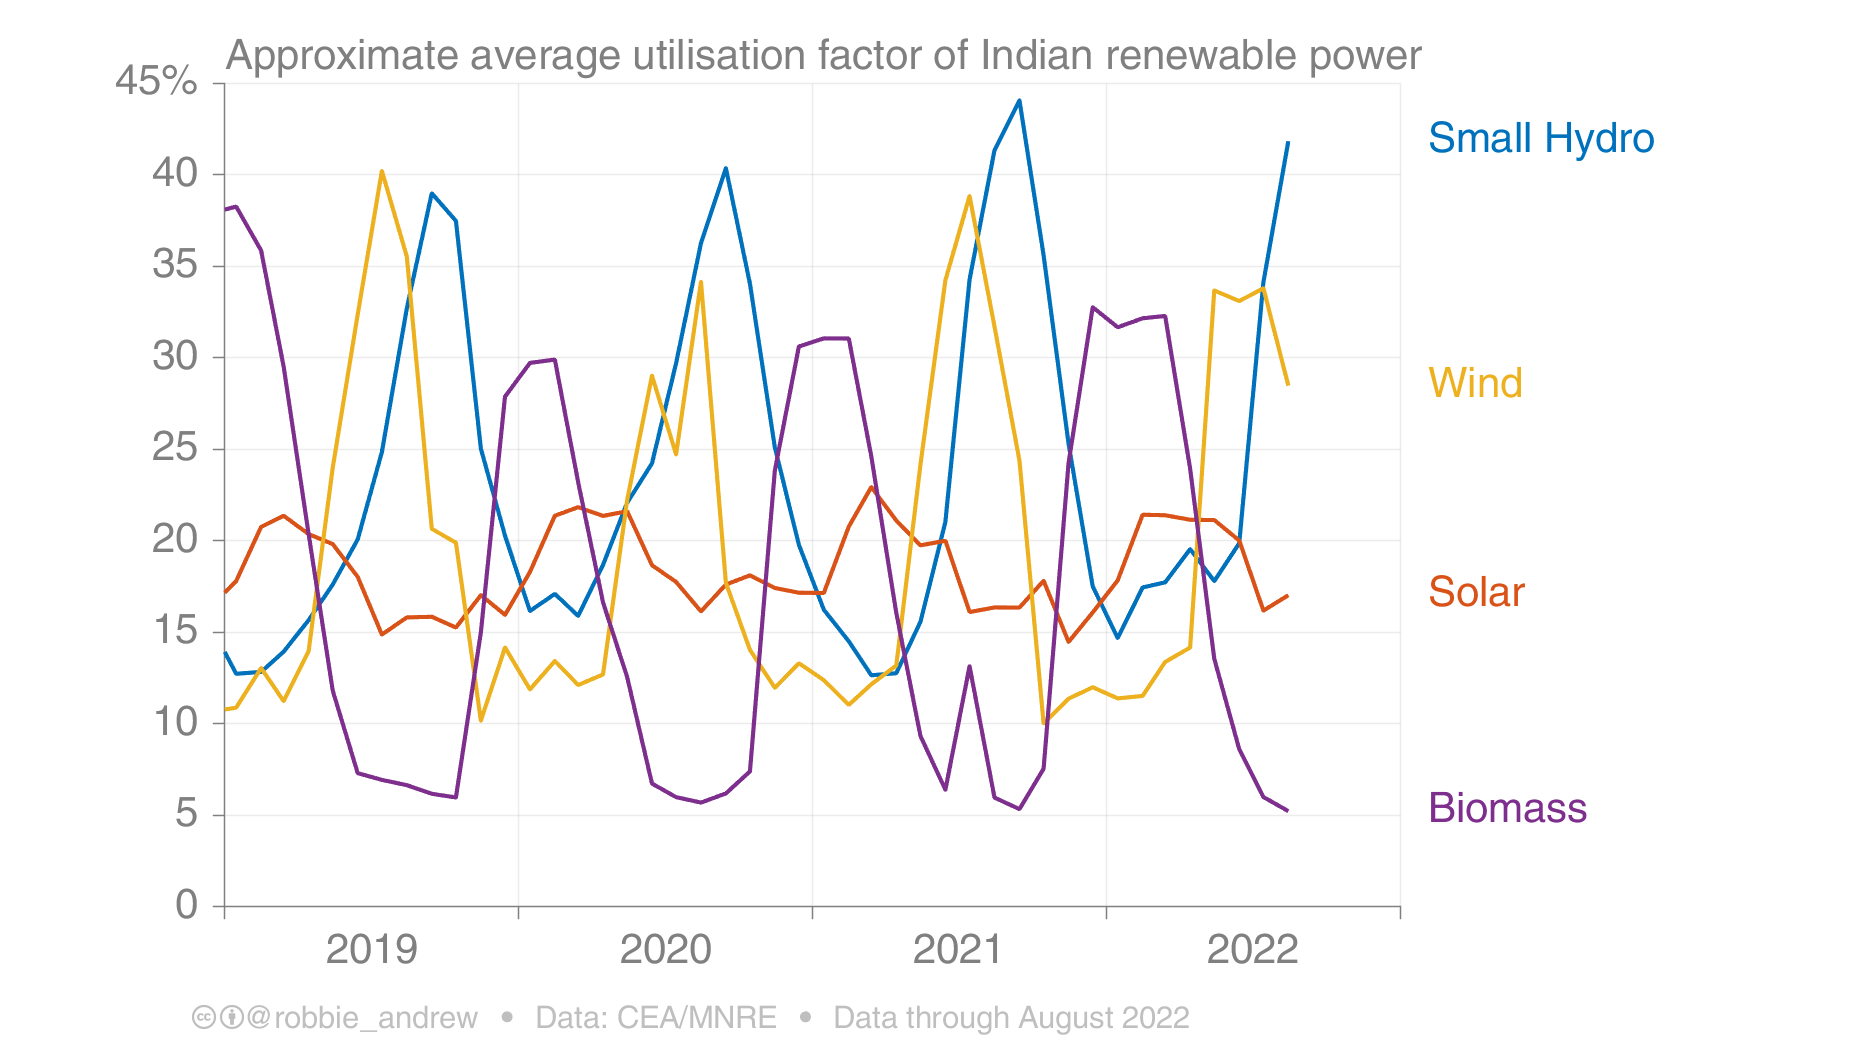 Approximate average utilisation factor of Indian renewable power
45%
40
35
30
25
20
15
10
5
0
2019 2020 2021 2022
Small Hydro
Wind
Solar
Biomass
cc @robbie_andrew • Data: CEA/MNRE • Data through August 2022